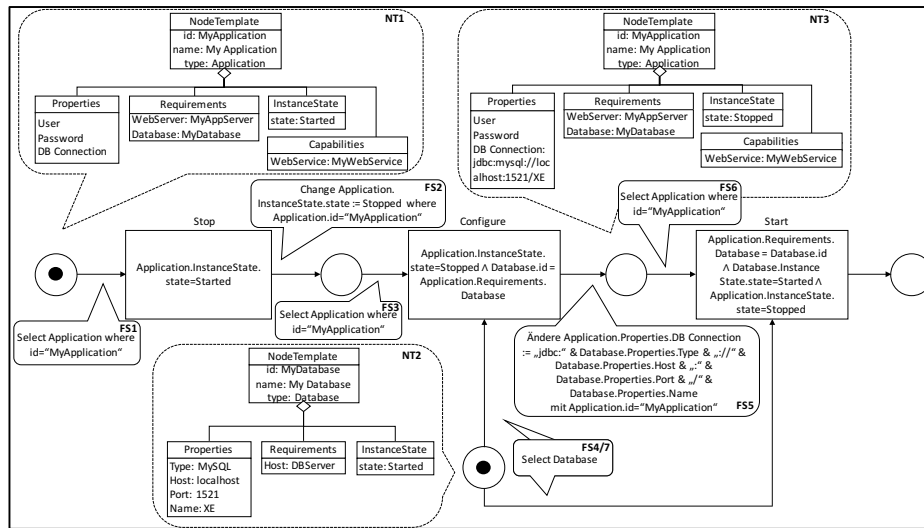 NT1
NodeTemplate
id: MyApplication
name: My Application
type: Application
Properties
User
Password
DB Connection
Requirements
WebServer: MyAppServer
Database: MyDatabase
InstanceState
state: Started
Capabilities
WebService: MyWebService
NT3
NodeTemplate
id: MyApplication
name: My Application
type: Application
Properties
User
Password
DB Connection:
jdbc:mysql://loc
alhost:1521/XE
Requirements
WebServer: MyAppServer
Database: MyDatabase
InstanceState
state: Stopped
Capabilities
WebService: MyWebService
FS2
Change Application.
InstanceState.state := Stopped where
Application.id=“MyApplication“
FS6
Select Application where
id=“MyApplication“
Stop
Application.InstanceState.
state=Started
Configure
Application.InstanceState.
state=Stopped Λ Database.id =
Application.Requirements.
Database
Start
Application.Requirements.
Database = Database.id
Λ Database.Instance
State.state=Started Λ
Application.InstanceState.
state=Stopped
FS1
Select Application where
id=“MyApplication“
FS3
Select Application where
id=“MyApplication“
Ändere Application.Properties.DB Connection
:= „jdbc:“ & Database.Properties.Type & „://“ &
Database.Properties.Host & „:“ &
Database.Properties.Port & „/“ &
Database.Properties.Name
mit Application.id=“MyApplication“
FS5
NT2
NodeTemplate
id: MyDatabase
name: My Database
type: Database
Properties
Type: MySQL
Host: localhost
Port: 1521
Name: XE
Requirements
Host: DBServer
InstanceState
state: Started
FS4/7
Select Database